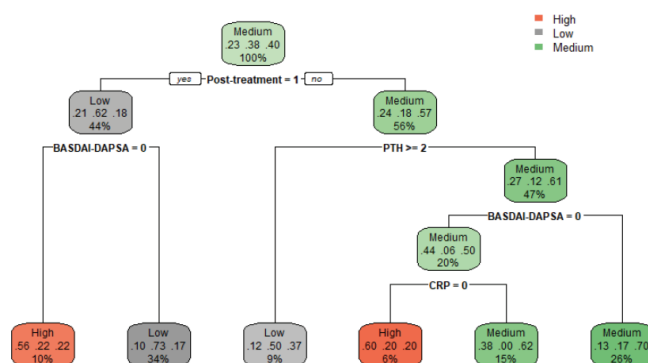 High
Low
Medium
Medium
.23 .38 .40
100%
yes Post-treatment = 1 no
Low
.21 .62 .18
44%
Medium
.24 .18 .57
56%
BASDAI-DAPSA = 0
PTH >= 2
Medium
.27 .12 .61
47%
BASDAI-DAPSA = 0
Medium
.44 .06 .50
20%
CRP = 0
High
.56 .22 .22
10%
Low
.10 .73 .17
34%
Low
.12 .50 .37
9%
High
.60 .20 .20
6%
Medium
.38 .00 .62
15%
Medium
.13 .17 .70
26%